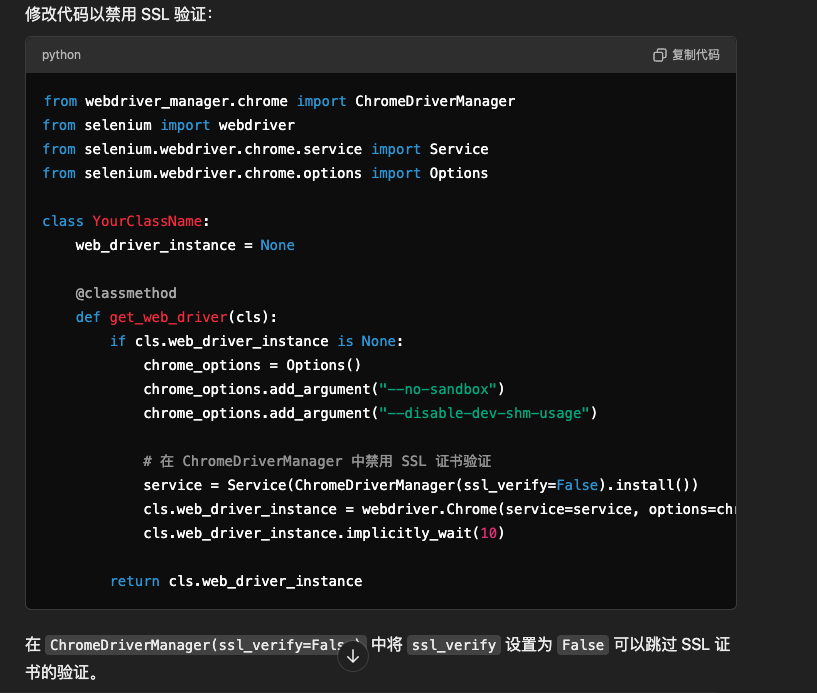 修改代码以禁用 SSL 验证：
python
复制代码
from webdriver_manager.chrome import ChromeDriverManager
from selenium import webdriver
from selenium.webdriver.chrome.service import Service
from selenium.webdriver.chrome.options import Options
class YourClassName:
    web_driver_instance = None
    @classmethod
    def get_web_driver(cls):
        if cls.web_driver_instance is None:
            chrome_options = Options()
            chrome_options.add_argument("--no-sandbox")
            chrome_options.add_argument("--disable-dev-shm-usage")
            # 在 ChromeDriverManager 中禁用 SSL 证书验证
            service = Service(ChromeDriverManager(ssl_verify=False).install())
            cls.web_driver_instance = webdriver.Chrome(service=service, options=ch
            cls.web_driver_instance.implicitly_wait(10)
        return cls.web_driver_instance
在 ChromeDriverManager(ssl_verify=Fals 中将 ssl_verify 设置为 False 可以跳过 SSL 证
书的验证。